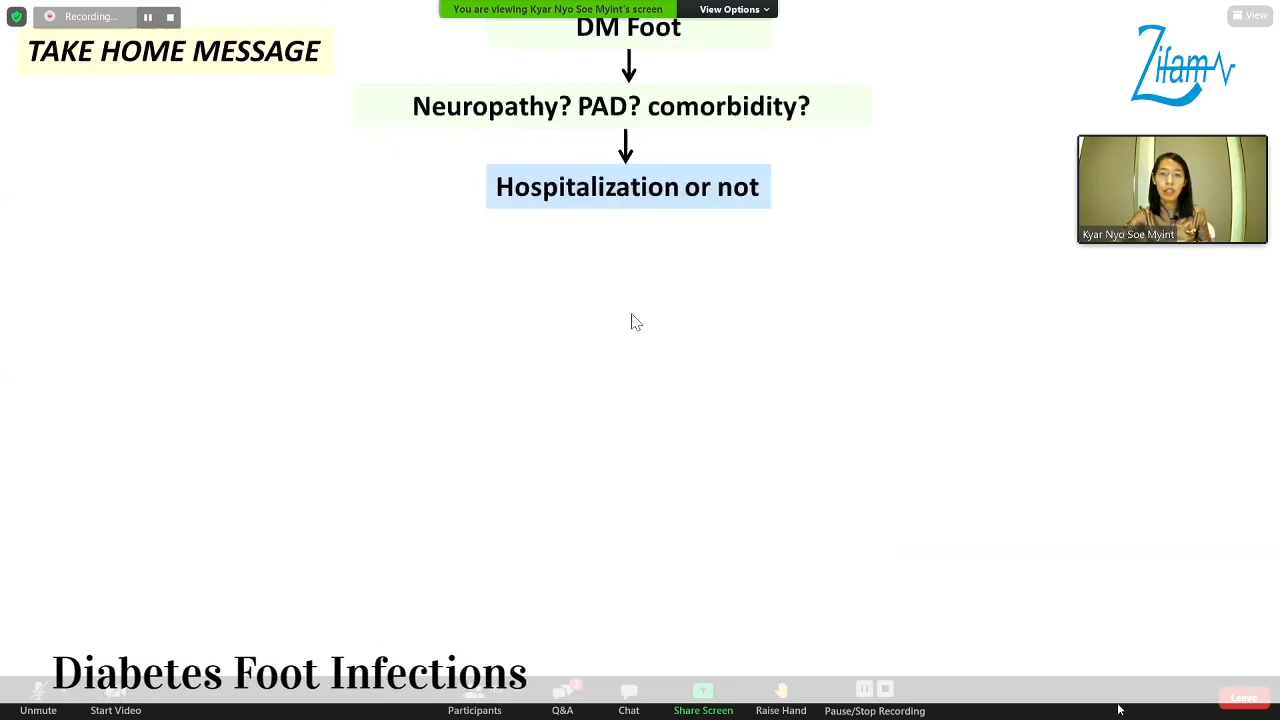 Recording...
You are viewing Kyar Nyo Soe Myint's screen
View Options
View
TAKE HOME MESSAGE
DM Foot
Zifam
Neuropathy? PAD? comorbidity?
Hospitalization or not
Kyar Nyo Soe Myint
Diabetes Foot Infections
Unmute
Start Video
Participants
3
Q&A
Chat
Share Screen
Raise Hand
Pause/Stop Recording
Leave